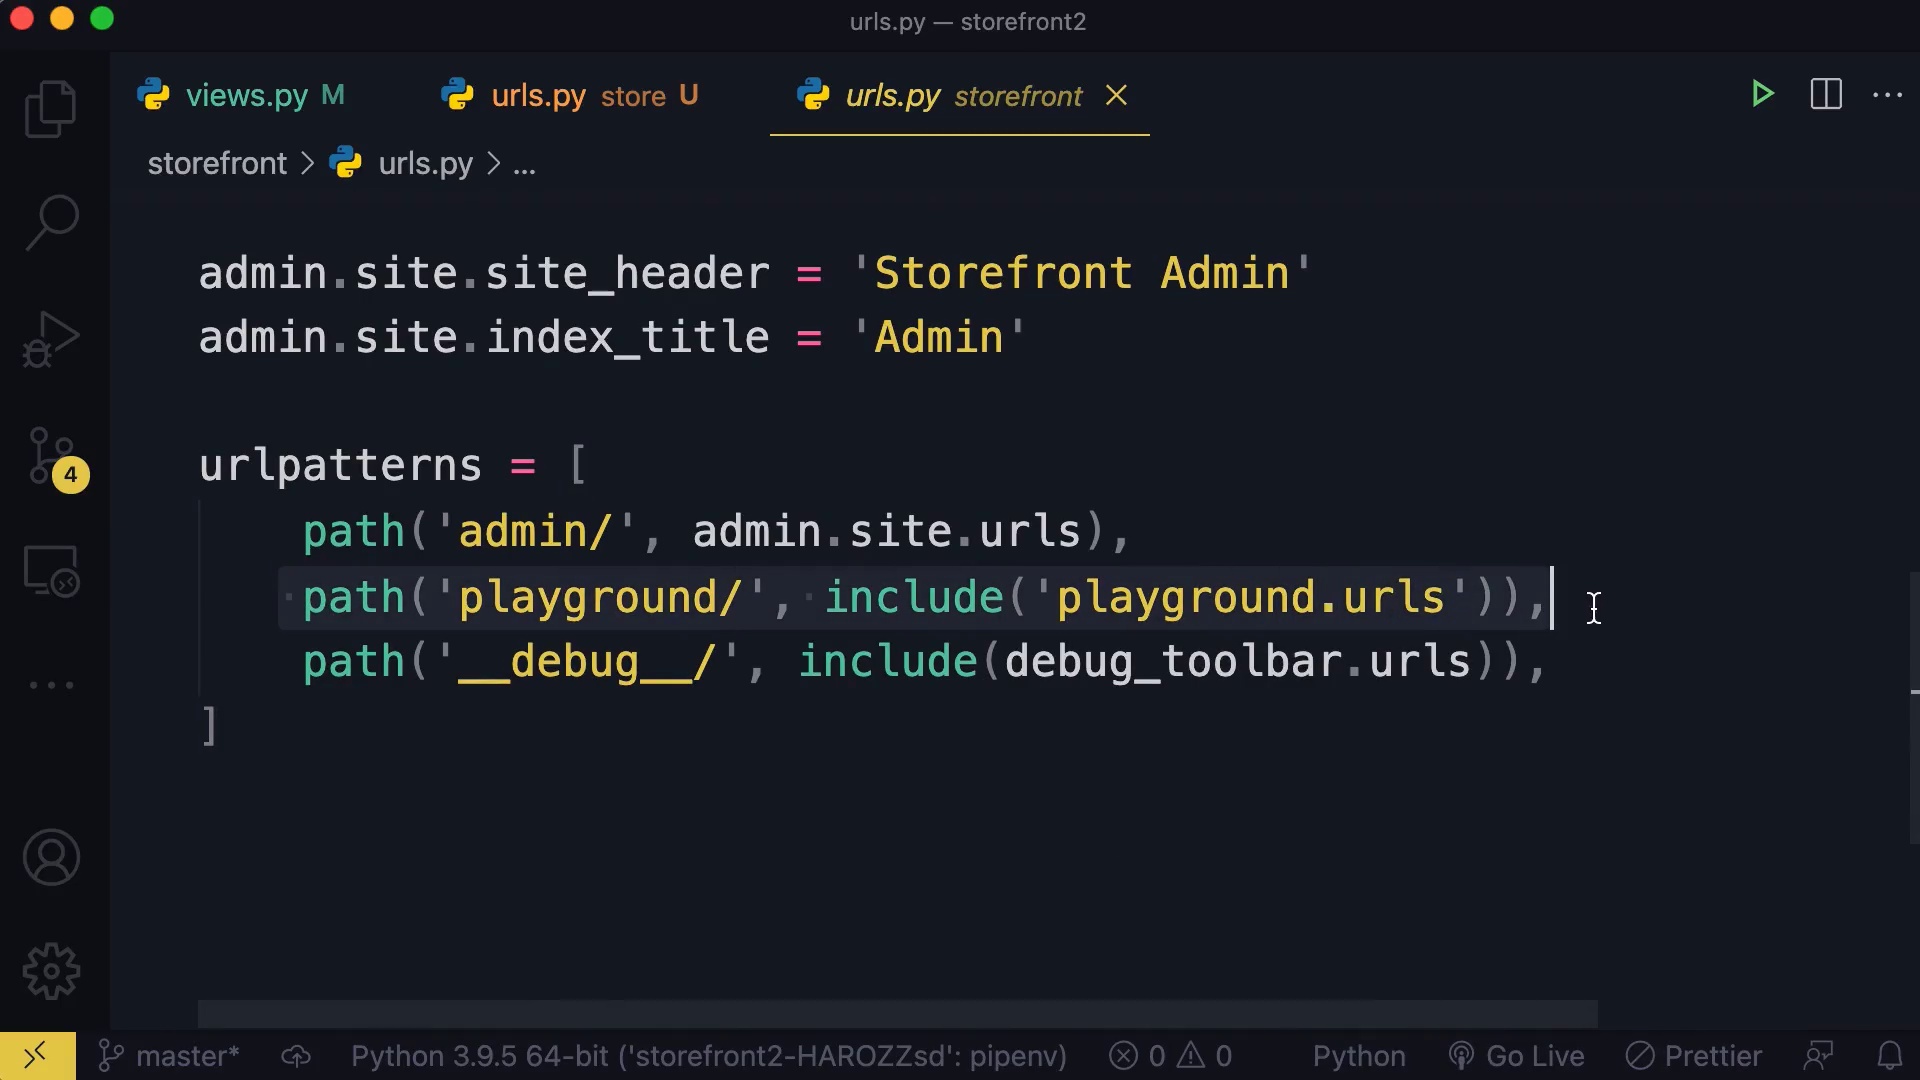 urls.py — storefront2
views.py M urls.py store U urls.py storefront
storefront > urls.py > ...
admin.site.site_header = 'Storefront Admin'
admin.site.index_title = 'Admin'
urlpatterns = [
    path('admin/', admin.site.urls),
    path('playground/', include('playground.urls')),
    path('__debug__/', include(debug_toolbar.urls)),
]
4
master* Python 3.9.5 64-bit ('storefront2-HAROZZsd': pipenv) 0 0 Python Go Live Prettier